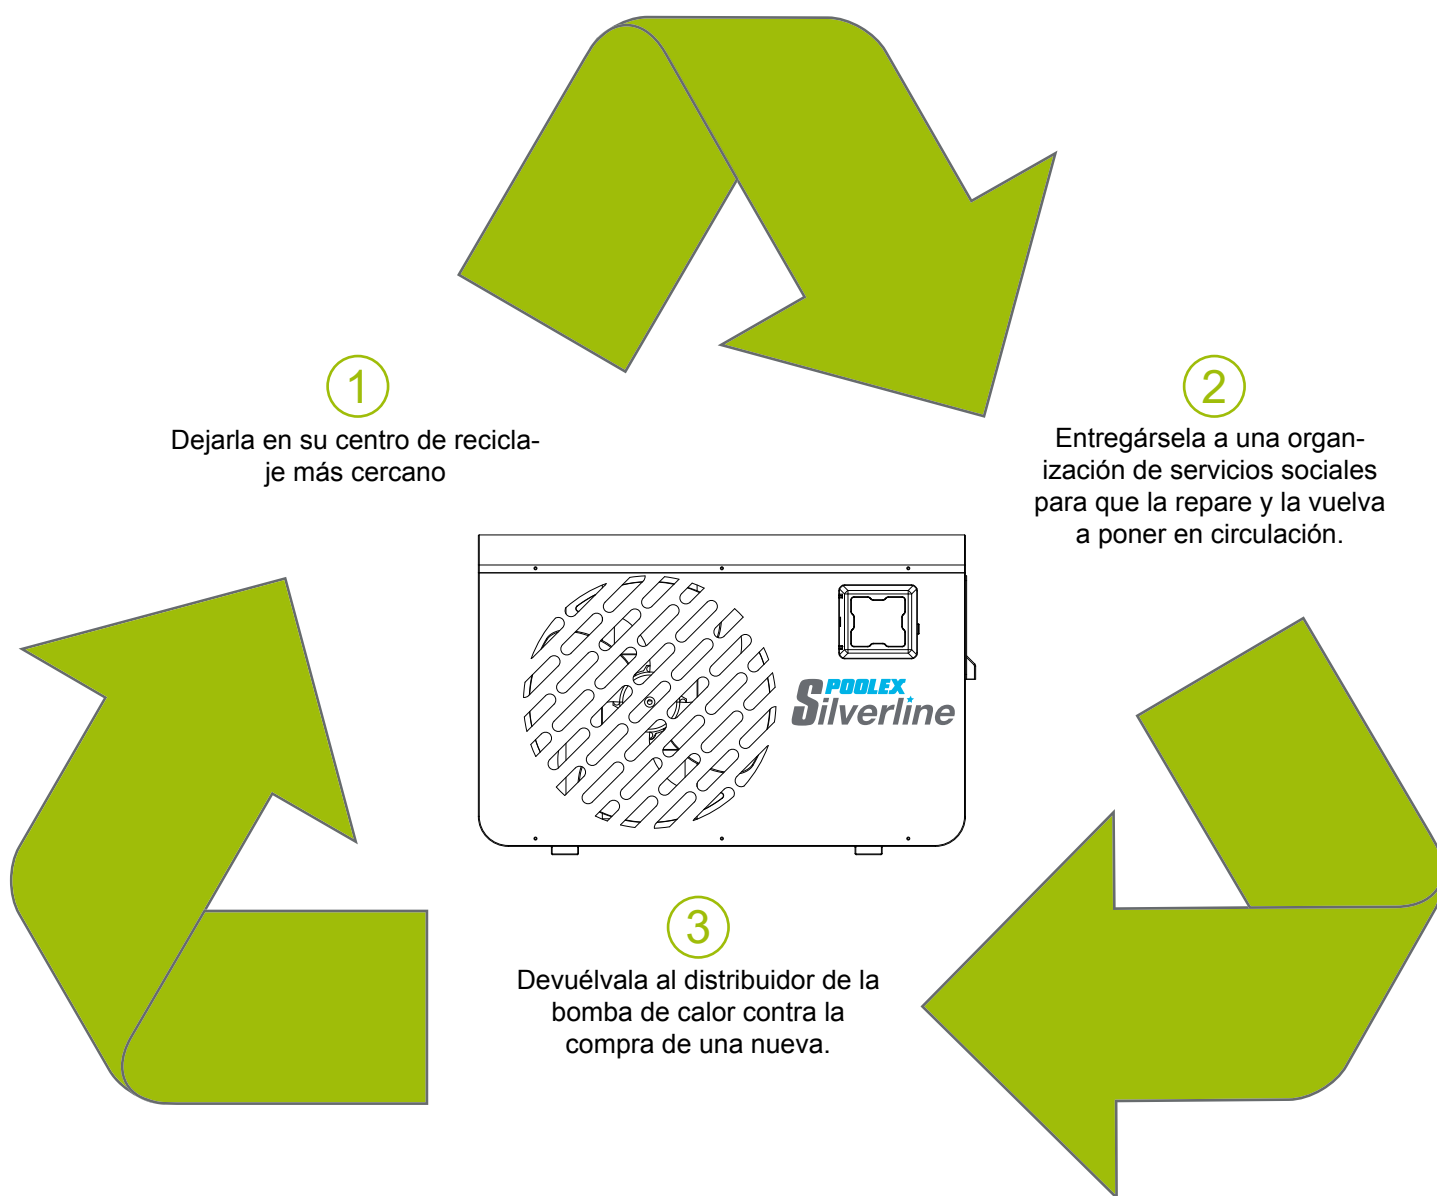 1
Dejarla en su centro de recicla-
je más cercano
2
Entregársela a una organ-
ización de servicios sociales
para que la repare y la vuelva
a poner en circulación.
POOLEX
Silverline
3
Devuélvala al distribuidor de la
bomba de calor contra la
compra de una nueva.